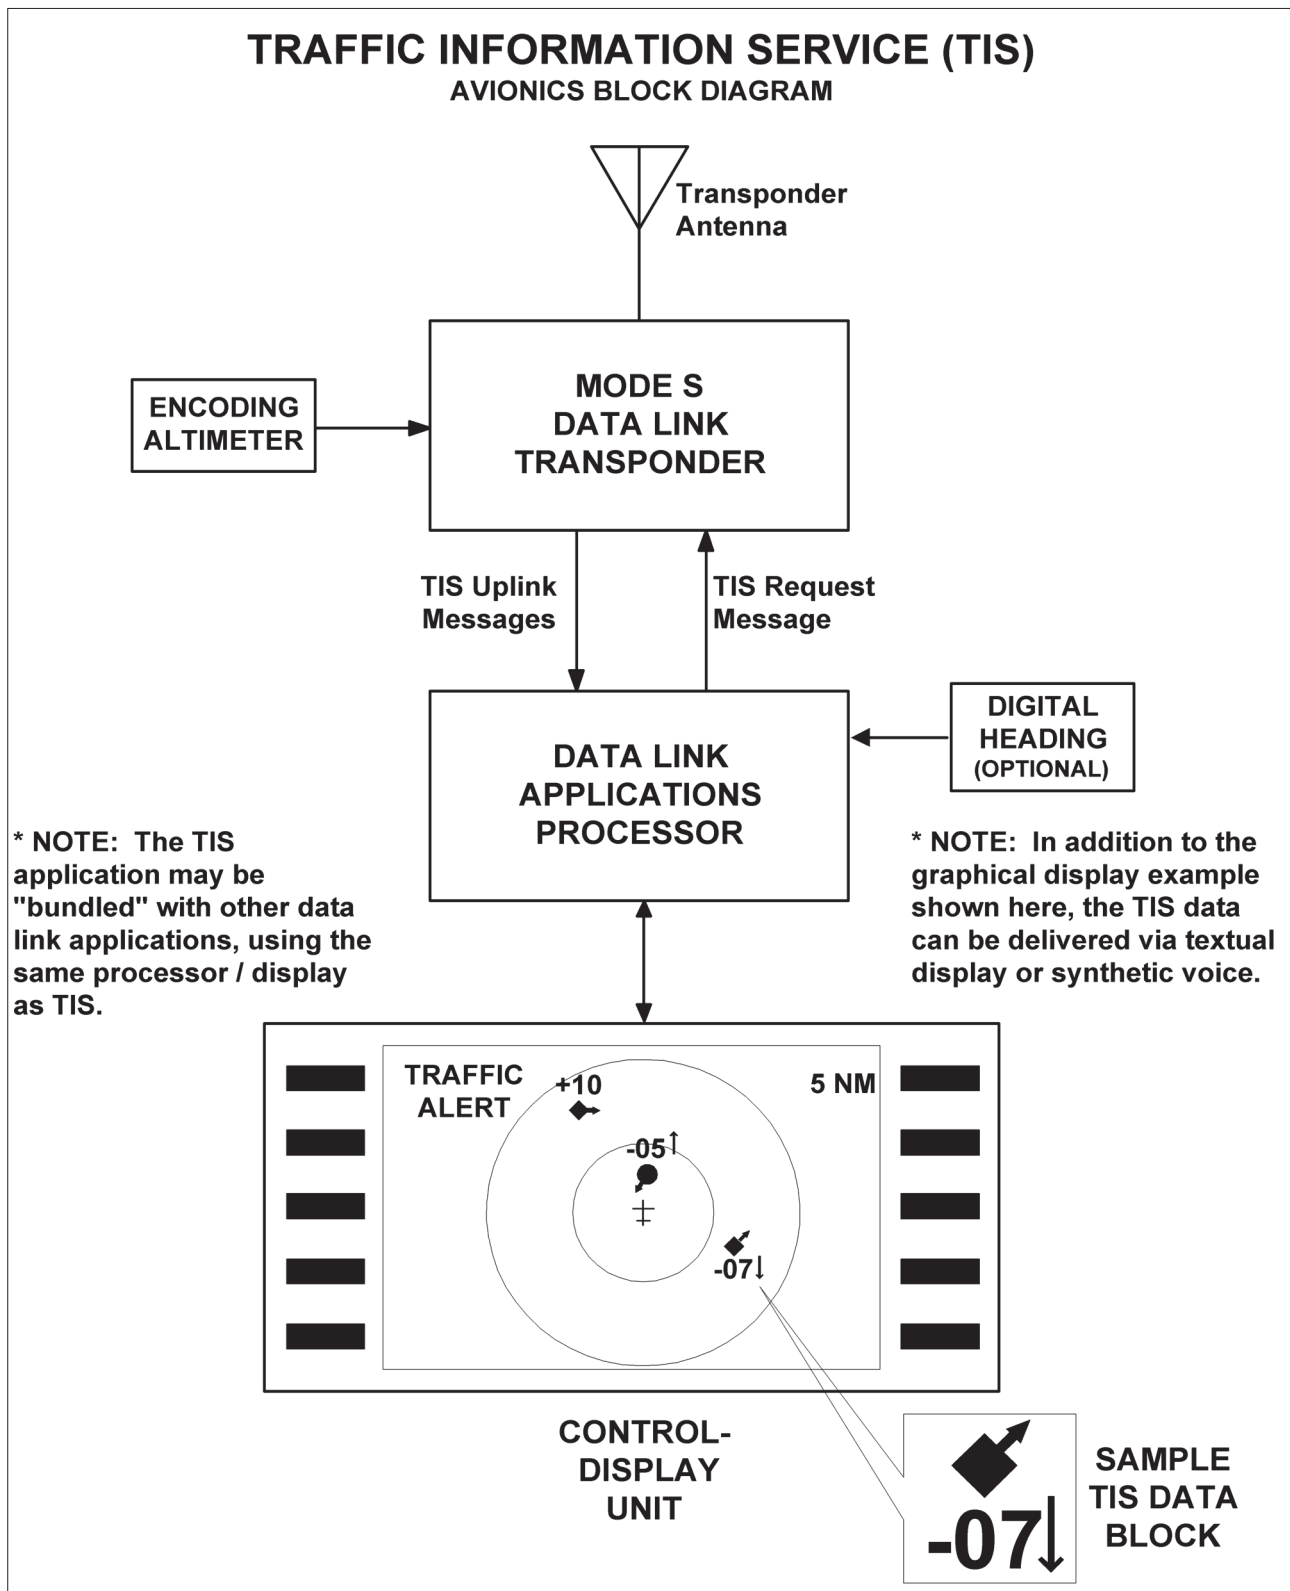 TRAFFIC INFORMATION SERVICE (TIS)
AVIONICS BLOCK DIAGRAM
Transponder
Antenna
ENCODING
ALTIMETER
MODE S
DATA LINK
TRANSPONDER
TIS Uplink
Messages
TIS Request
Message
DATA LINK
APPLICATIONS
PROCESSOR
DIGITAL
HEADING
(OPTIONAL)
* NOTE:  The TIS
application may be
"bundled" with other data
link applications, using the
same processor / display
as TIS.
* NOTE:  In addition to the
graphical display example
shown here, the TIS data
can be delivered via textual
display or synthetic voice.
TRAFFIC
ALERT
+10
5 NM
-05↑
-07↓
CONTROL-
DISPLAY
UNIT
-07↓
SAMPLE
TIS DATA
BLOCK